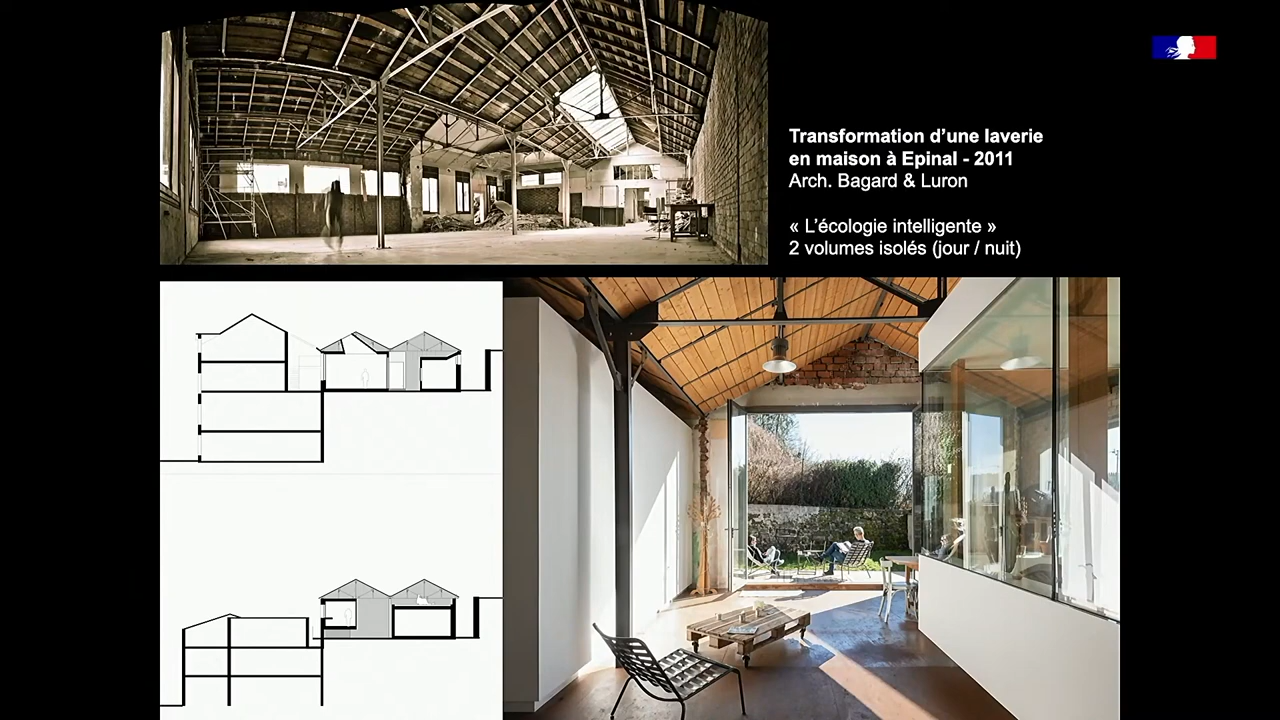 Transformation d'une laverie
en maison à Epinal - 2011
Arch. Bagard & Luron
« L'écologie intelligente »
2 volumes isolés (jour / nuit)